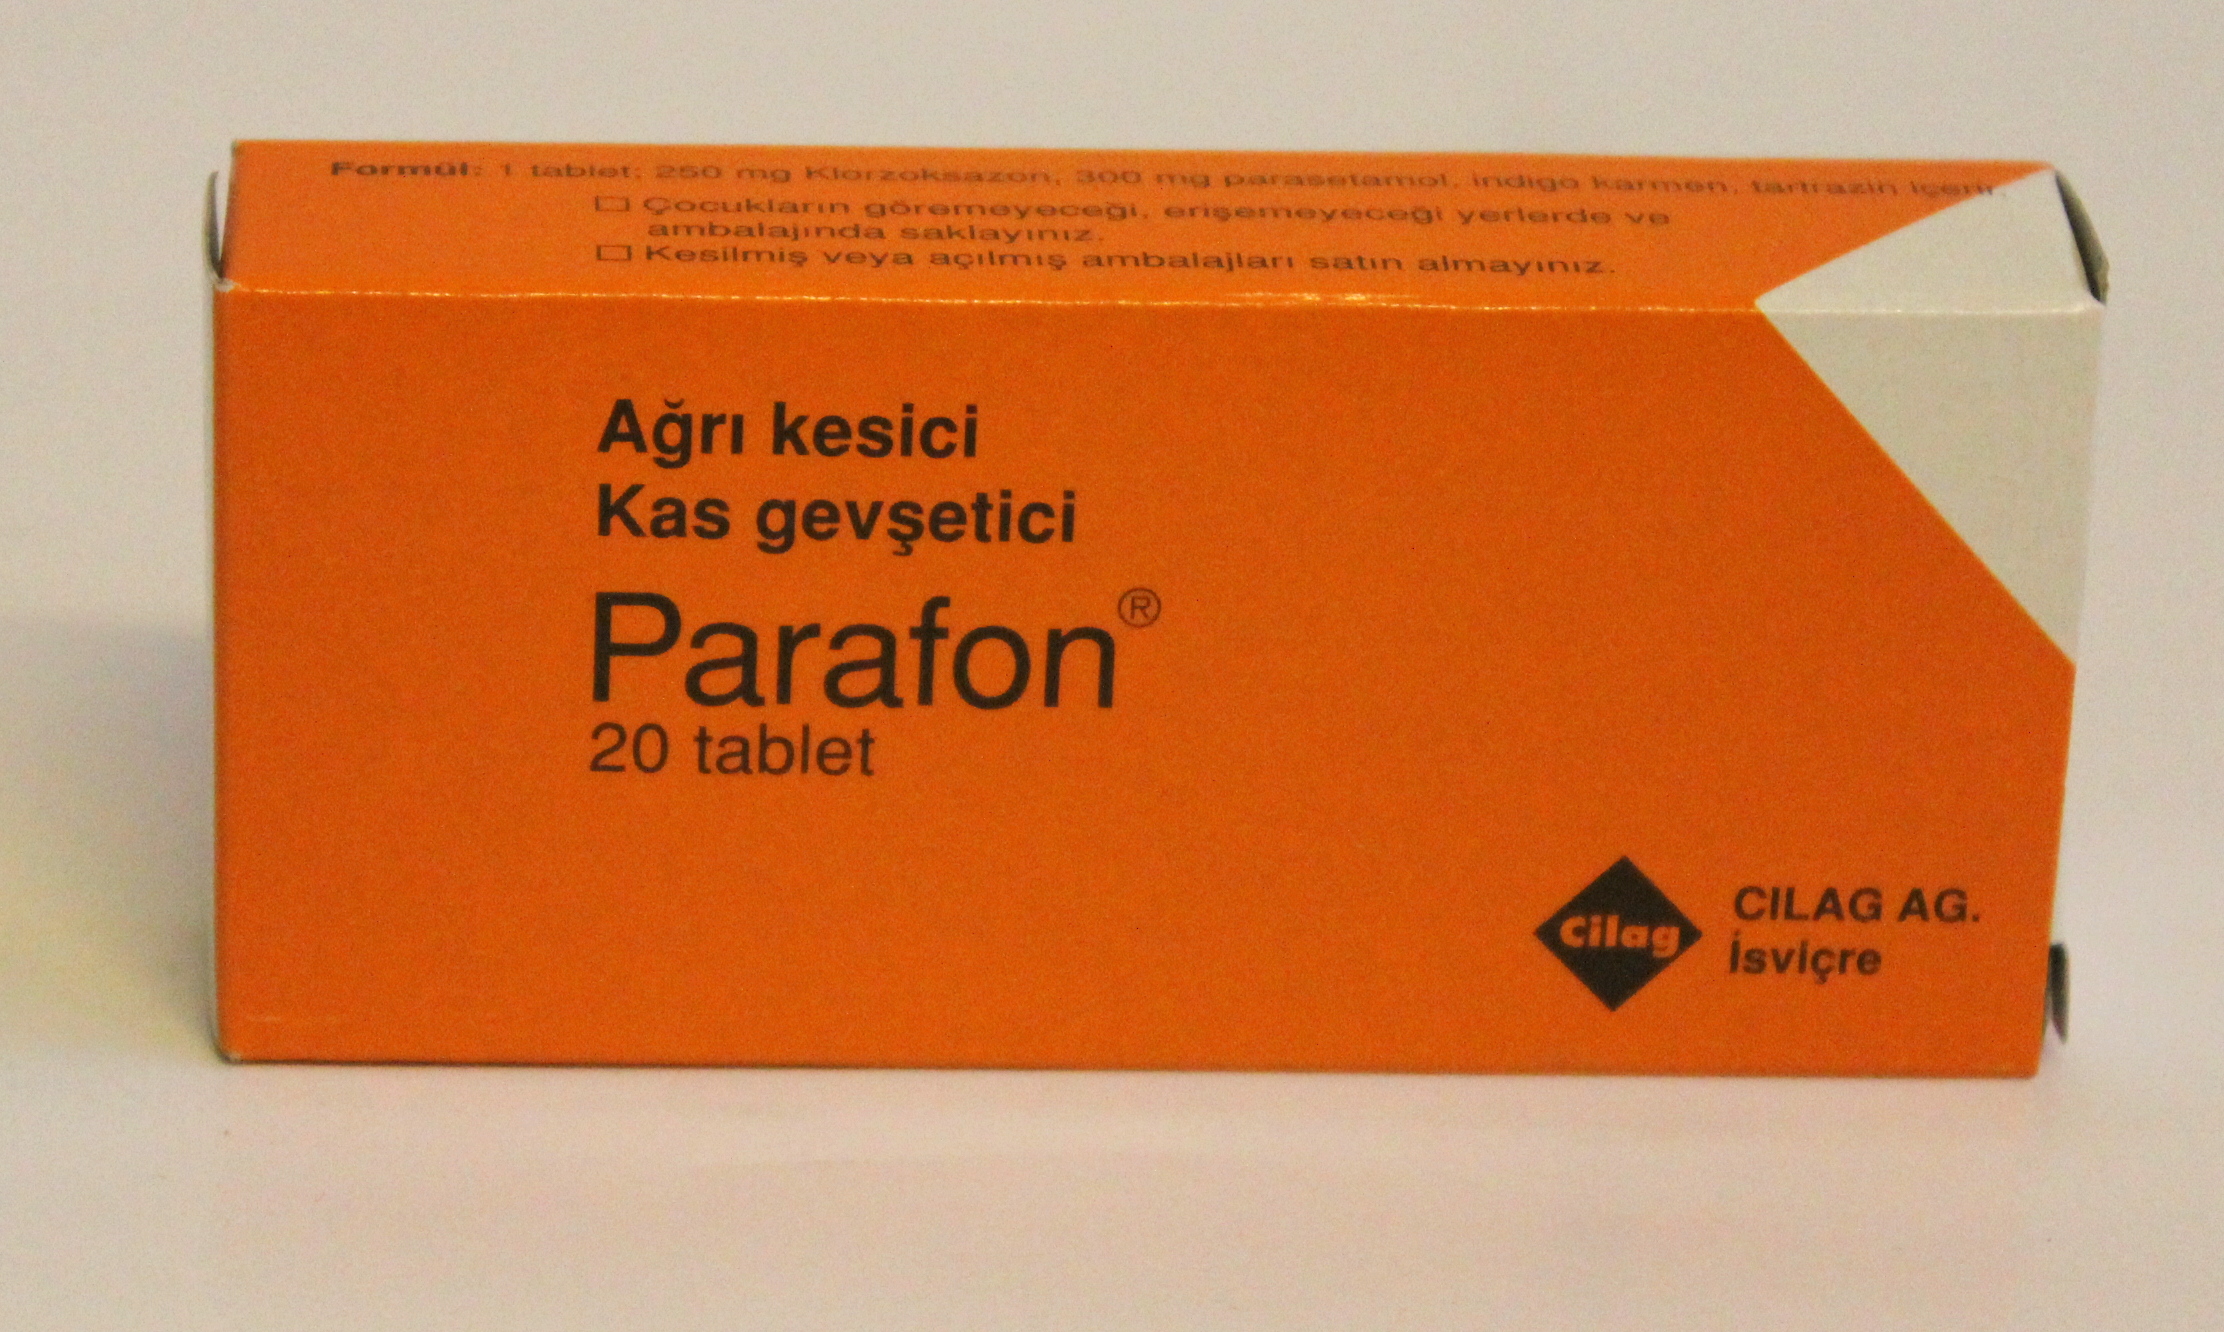 Formül: 1 tablet; 250 mg Klorzoksazon, 300 mg parasetamol, indigo karmen, tartrazin içerir.
☐ Çocukların göremeyeceği, erişemeyeceği yerlerde ve
ambalajında saklayınız.
☐ Kesilmiş veya açılmış ambalajları satın almayınız.
Ağrı kesici
Kas gevşetici
Parafon®
20 tablet
Cilag
CILAG AG.
İsviçre